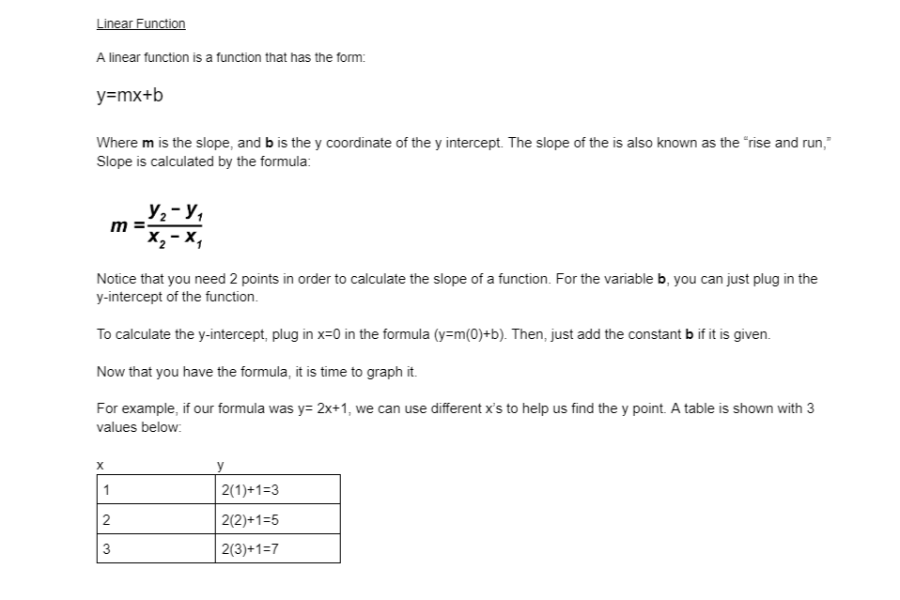 Linear Function
A linear function is a function that has the form:
y=mx+b
Where m is the slope, and b is the y coordinate of the y intercept. The slope of the is also known as the “rise and run,”
Slope is calculated by the formula:
m = y₂ - y₁ / x₂ - x₁
Notice that you need 2 points in order to calculate the slope of a function. For the variable b, you can just plug in the
y-intercept of the function.
To calculate the y-intercept, plug in x=0 in the formula (y=m(0)+b). Then, just add the constant b if it is given.
Now that you have the formula, it is time to graph it.
For example, if our formula was y= 2x+1, we can use different x's to help us find the y point. A table is shown with 3
values below:
x y
1 2(1)+1=3
2 2(2)+1=5
3 2(3)+1=7